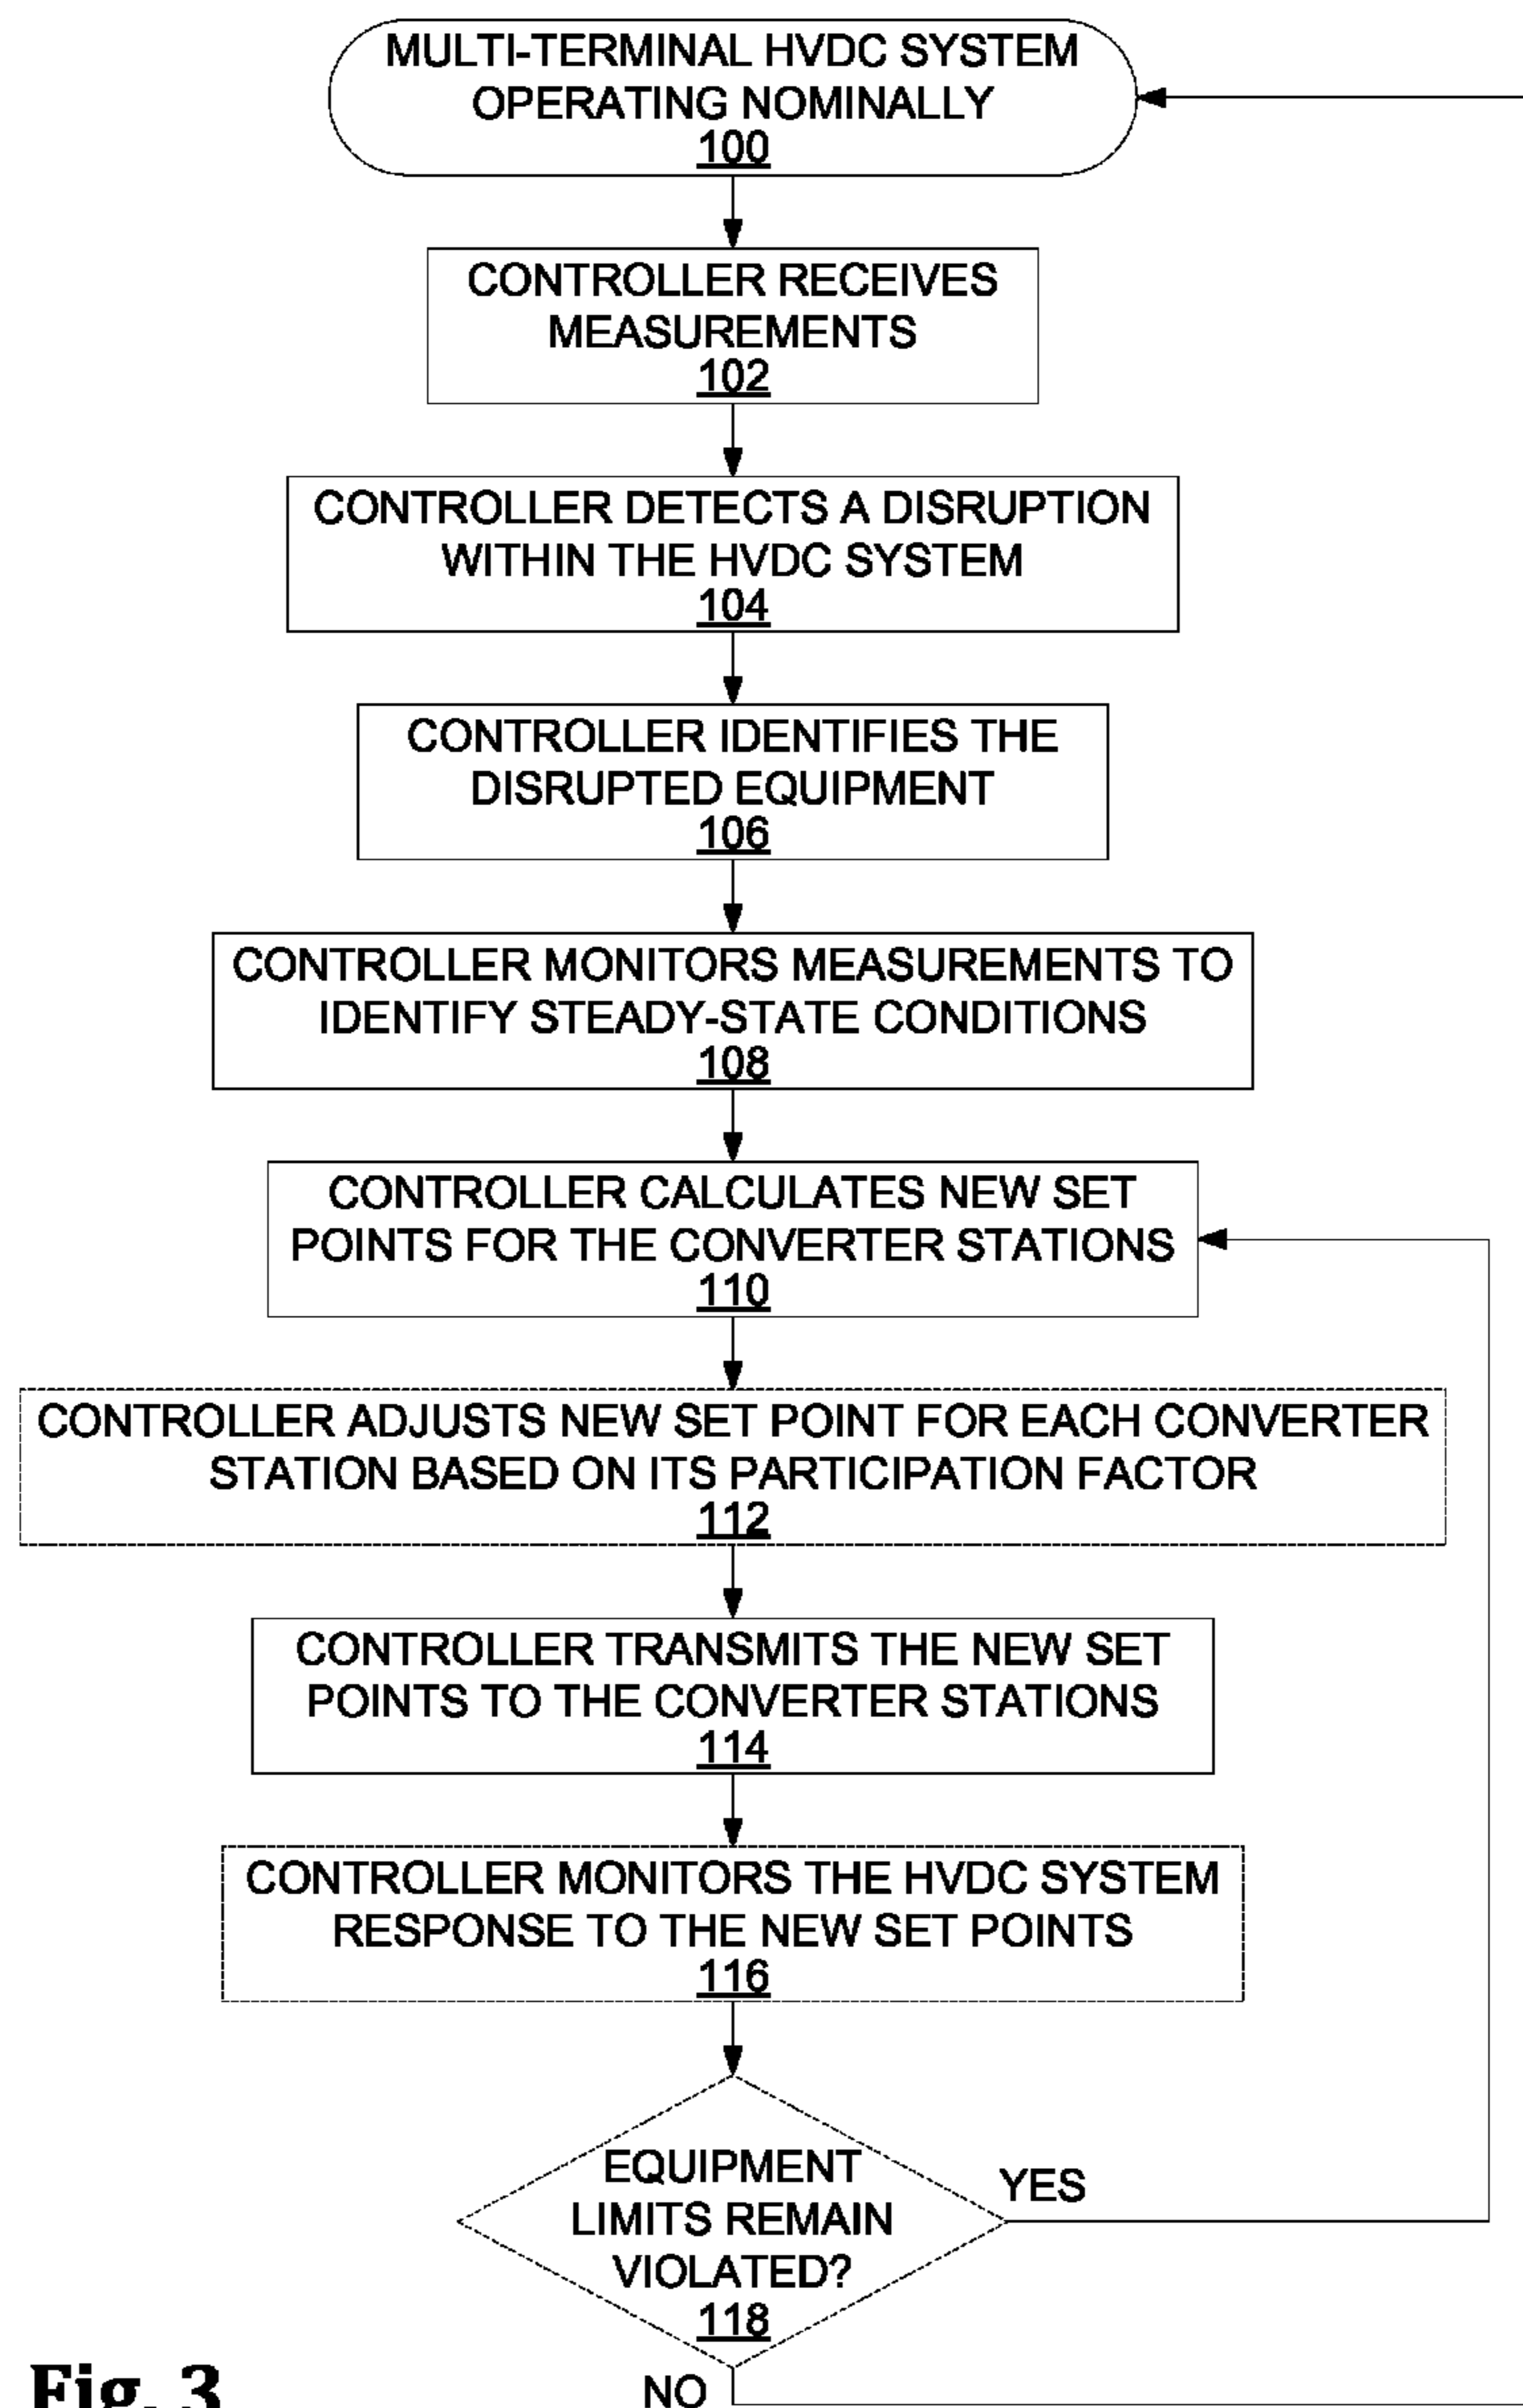 MULTI-TERMINAL HVDC SYSTEM
OPERATING NOMINALLY
100
CONTROLLER RECEIVES
MEASUREMENTS
102
CONTROLLER DETECTS A DISRUPTION
WITHIN THE HVDC SYSTEM
104
CONTROLLER IDENTIFIES THE
DISRUPTED EQUIPMENT
106
CONTROLLER MONITORS MEASUREMENTS TO
IDENTIFY STEADY-STATE CONDITIONS
108
CONTROLLER CALCULATES NEW SET
POINTS FOR THE CONVERTER STATIONS
110
CONTROLLER ADJUSTS NEW SET POINT FOR EACH CONVERTER
STATION BASED ON ITS PARTICIPATION FACTOR
112
CONTROLLER TRANSMITS THE NEW SET
POINTS TO THE CONVERTER STATIONS
114
CONTROLLER MONITORS THE HVDC SYSTEM
RESPONSE TO THE NEW SET POINTS
116
EQUIPMENT
LIMITS REMAIN
VIOLATED?
118
YES
NO
Fig. 3